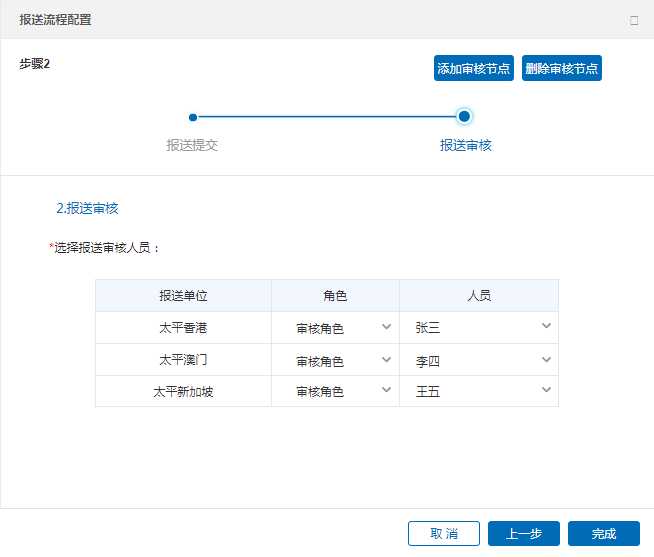 报送流程配置
步骤2
添加审核节点 删除审核节点
报送提交 报送审核
2.报送审核
*选择报送审核人员：
报送单位 角色 人员
太平香港 审核角色 张三
太平澳门 审核角色 李四
太平新加坡 审核角色 王五
取 消 上一步 完成